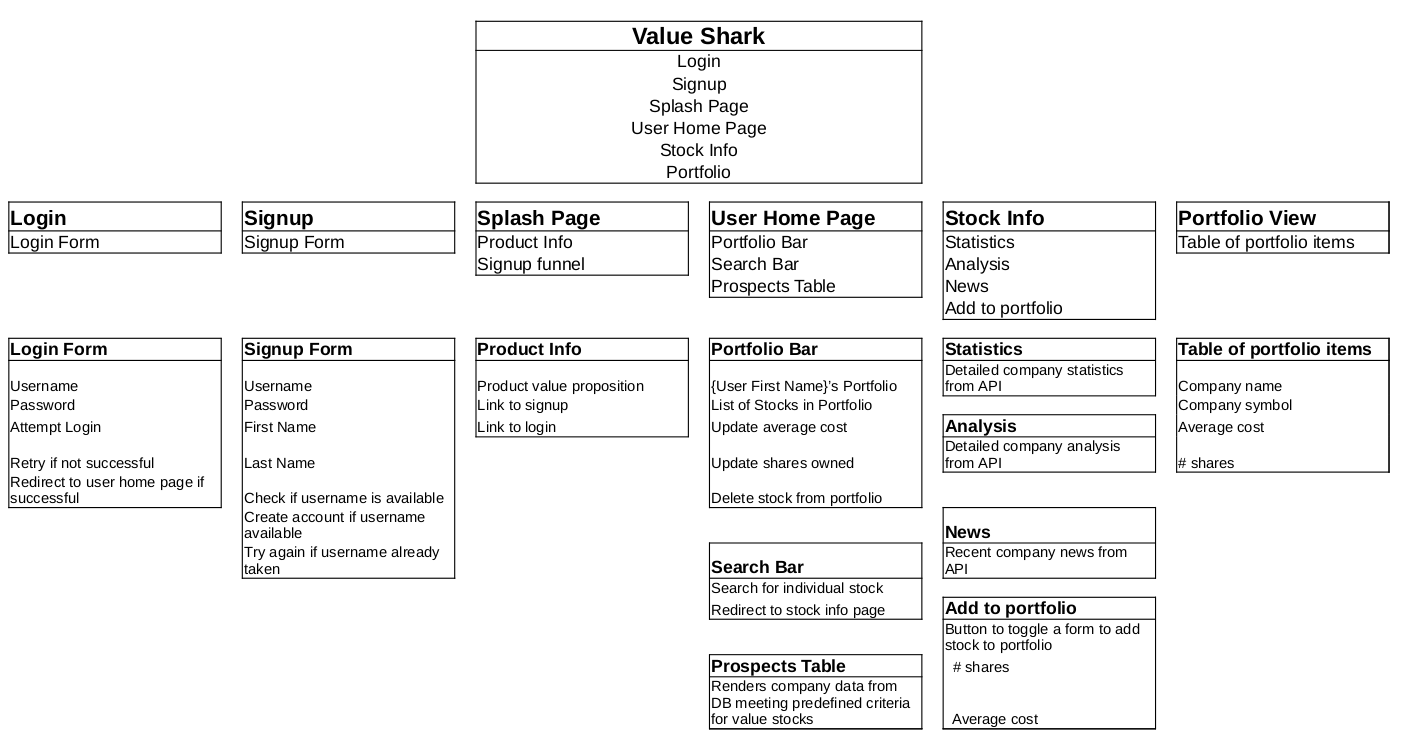 Value Shark
Login
Signup
Splash Page
User Home Page
Stock Info
Portfolio
Login
Login Form
Signup
Signup Form
Splash Page
Product Info
Signup funnel
User Home Page
Portfolio Bar
Search Bar
Prospects Table
Stock Info
Statistics
Analysis
News
Add to portfolio
Portfolio View
Table of portfolio items
Login Form
Username
Password
Attempt Login
Retry if not successful
Redirect to user home page if
successful
Signup Form
Username
Password
First Name
Last Name
Check if username is available
Create account if username
available
Try again if username already
taken
Product Info
Product value proposition
Link to signup
Link to login
Portfolio Bar
{User First Name}'s Portfolio
List of Stocks in Portfolio
Update average cost
Update shares owned
Delete stock from portfolio
Search Bar
Search for individual stock
Redirect to stock info page
Prospects Table
Renders company data from
DB meeting predefined criteria
for value stocks
Statistics
Detailed company statistics
from API
Analysis
Detailed company analysis
from API
News
Recent company news from
API
Add to portfolio
Button to toggle a form to add
stock to portfolio
# shares
Average cost
Table of portfolio items
Company name
Company symbol
Average cost
# shares